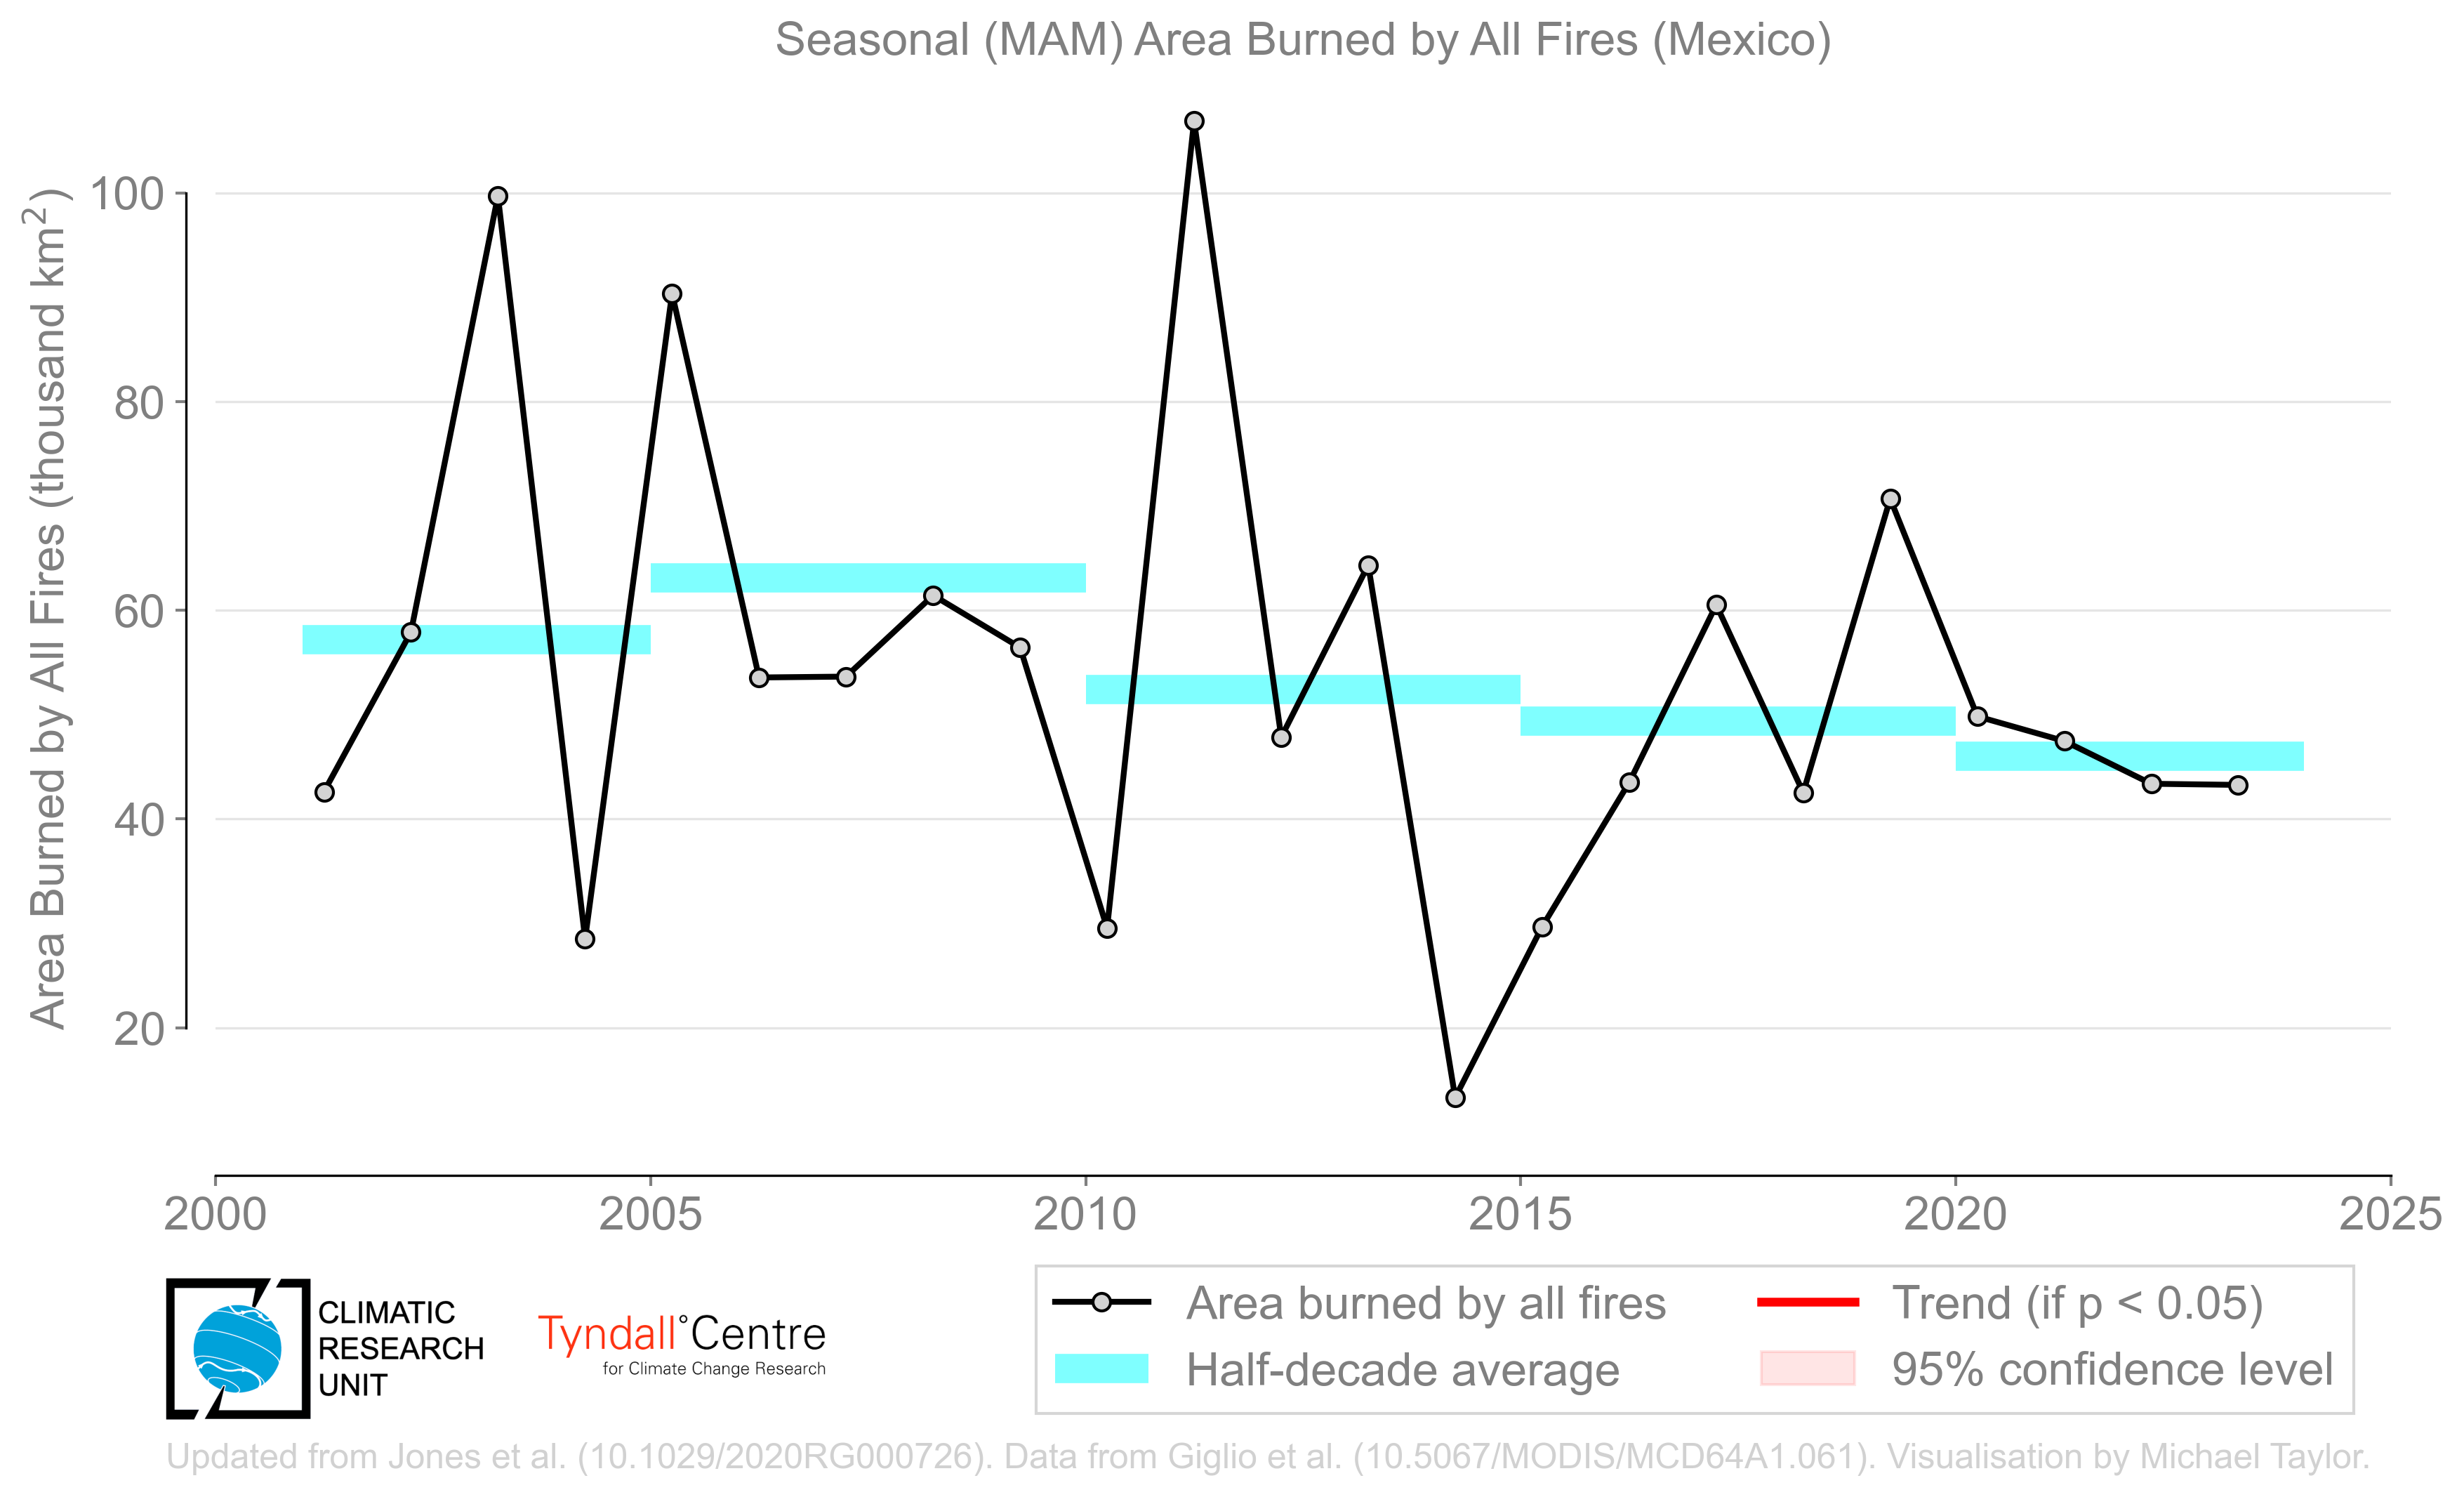 Seasonal (MAM) Area Burned by All Fires (Mexico)
Area Burned by All Fires (thousand km²)
100
80
60
40
20
2000
2005
2010
2015
2020
2025
CLIMATIC
RESEARCH
UNIT
Tyndall°Centre
for Climate Change Research
Area burned by all fires
Half-decade average
Trend (if p < 0.05)
95% confidence level
Updated from Jones et al. (10.1029/2020RG000726). Data from Giglio et al. (10.5067/MODIS/MCD64A1.061). Visualisation by Michael Taylor.